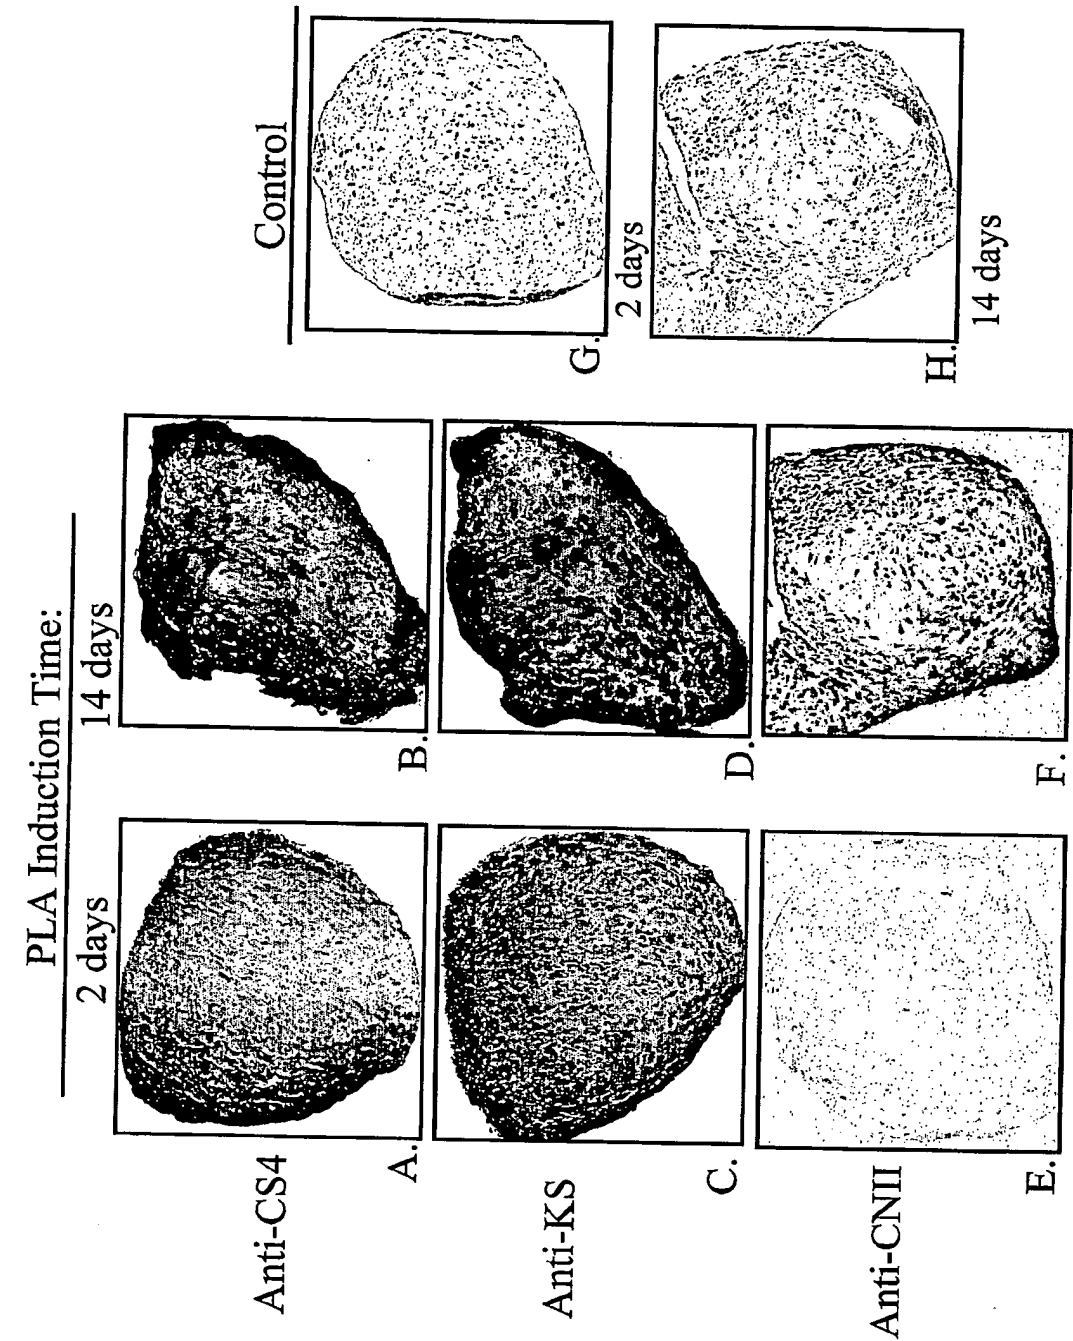 PLA Induction Time:
2 days
14 days
Control
Anti-CS4
A.
B.
G.
2 days
Anti-KS
C.
D.
H.
14 days
Anti-CNII
E.
F.